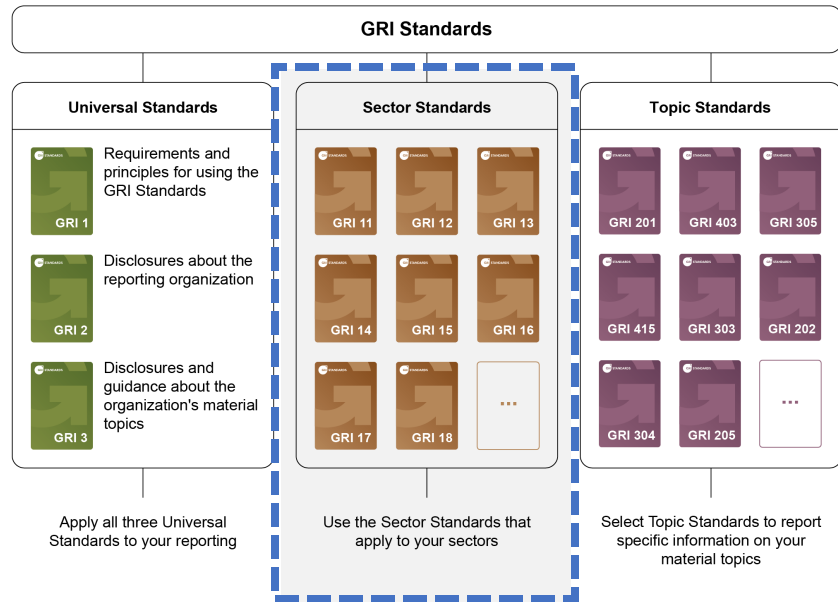 GRI Standards
Universal Standards
STANDARDS
GRI 1
Requirements and
principles for using the
GRI Standards
STANDARDS
GRI 2
Disclosures about the
reporting organization
STANDARDS
GRI 3
Disclosures and
guidance about the
organization's material
topics
Apply all three Universal
Standards to your reporting
Sector Standards
STANDARDS STANDARDS STANDARDS
GRI 11 GRI 12 GRI 13
STANDARDS STANDARDS STANDARDS
GRI 14 GRI 15 GRI 16
STANDARDS STANDARDS
GRI 17 GRI 18 ...
Use the Sector Standards that
apply to your sectors
Topic Standards
STANDARDS STANDARDS STANDARDS
GRI 201 GRI 403 GRI 305
STANDARDS STANDARDS STANDARDS
GRI 415 GRI 303 GRI 202
STANDARDS STANDARDS
GRI 304 GRI 205 ...
Select Topic Standards to report
specific information on your
material topics